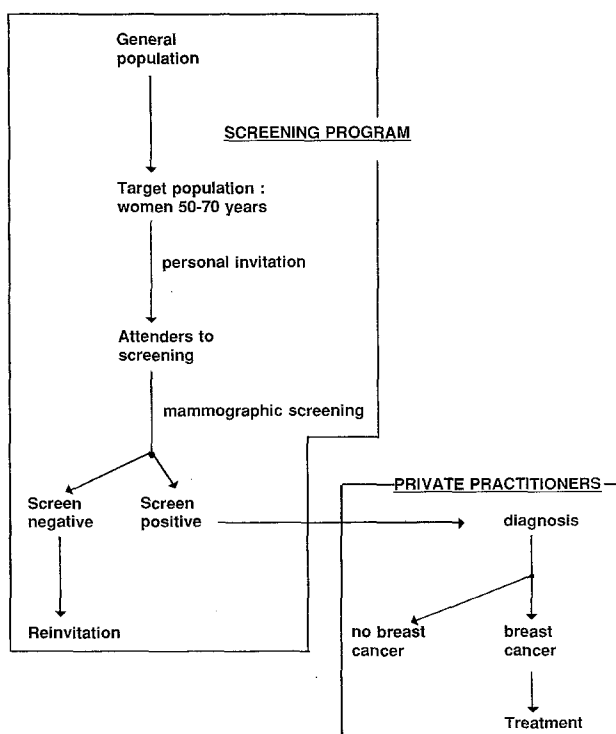 General
population
SCREENING PROGRAM
Target population :
women 50-70 years
personal invitation
Attenders to
screening
mammographic screening
Screen
negative
Screen
positive
Reinvitation
PRIVATE PRACTITIONERS
diagnosis
no breast
cancer
breast
cancer
Treatment